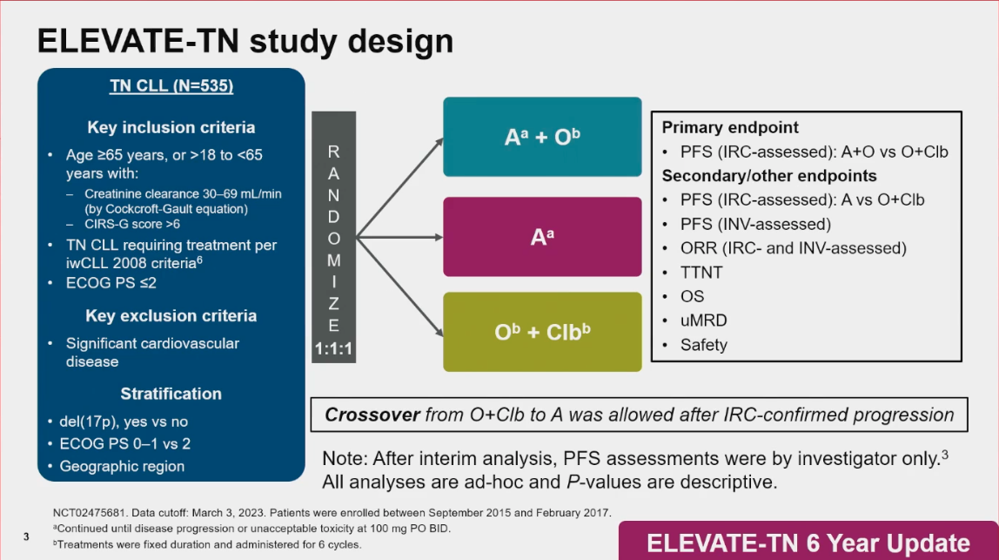 ELEVATE-TN study design
TN CLL (N=535)
Key inclusion criteria
• Age ≥65 years, or >18 to <65
years with:
– Creatinine clearance 30–69 mL/min
(by Cockcroft-Gault equation)
– CIRS-G score >6
• TN CLL requiring treatment per
iwCLL 2008 criteria⁶
• ECOG PS ≤2
Key exclusion criteria
• Significant cardiovascular
disease
Stratification
• del(17p), yes vs no
• ECOG PS 0–1 vs 2
• Geographic region
R
A
N
D
O
M
I
Z
E
1:1:1
Aᵃ + Oᵇ
Aᵃ
Oᵇ + Clbᵇ
Primary endpoint
• PFS (IRC-assessed): A+O vs O+Clb
Secondary/other endpoints
• PFS (IRC-assessed): A vs O+Clb
• PFS (INV-assessed)
• ORR (IRC- and INV-assessed)
• TTNT
• OS
• uMRD
• Safety
Crossover from O+Clb to A was allowed after IRC-confirmed progression
Note: After interim analysis, PFS assessments were by investigator only.³
All analyses are ad-hoc and P-values are descriptive.
NCT02475681. Data cutoff: March 3, 2023. Patients were enrolled between September 2015 and February 2017.
ᵃContinued until disease progression or unacceptable toxicity at 100 mg PO BID.
ᵇTreatments were fixed duration and administered for 6 cycles.
3
ELEVATE-TN 6 Year Update